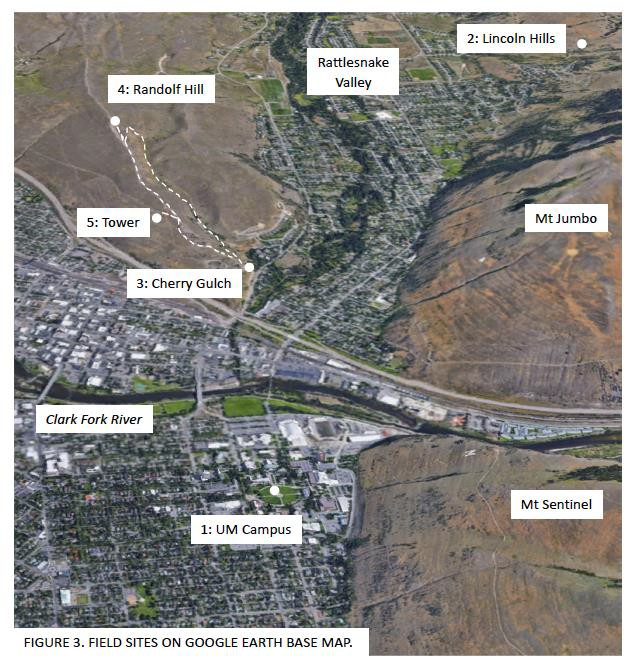 2: Lincoln Hills
Rattlesnake
Valley
4: Randolf Hill
Mt Jumbo
5: Tower
3: Cherry Gulch
Clark Fork River
Mt Sentinel
1: UM Campus
FIGURE 3. FIELD SITES ON GOOGLE EARTH BASE MAP.